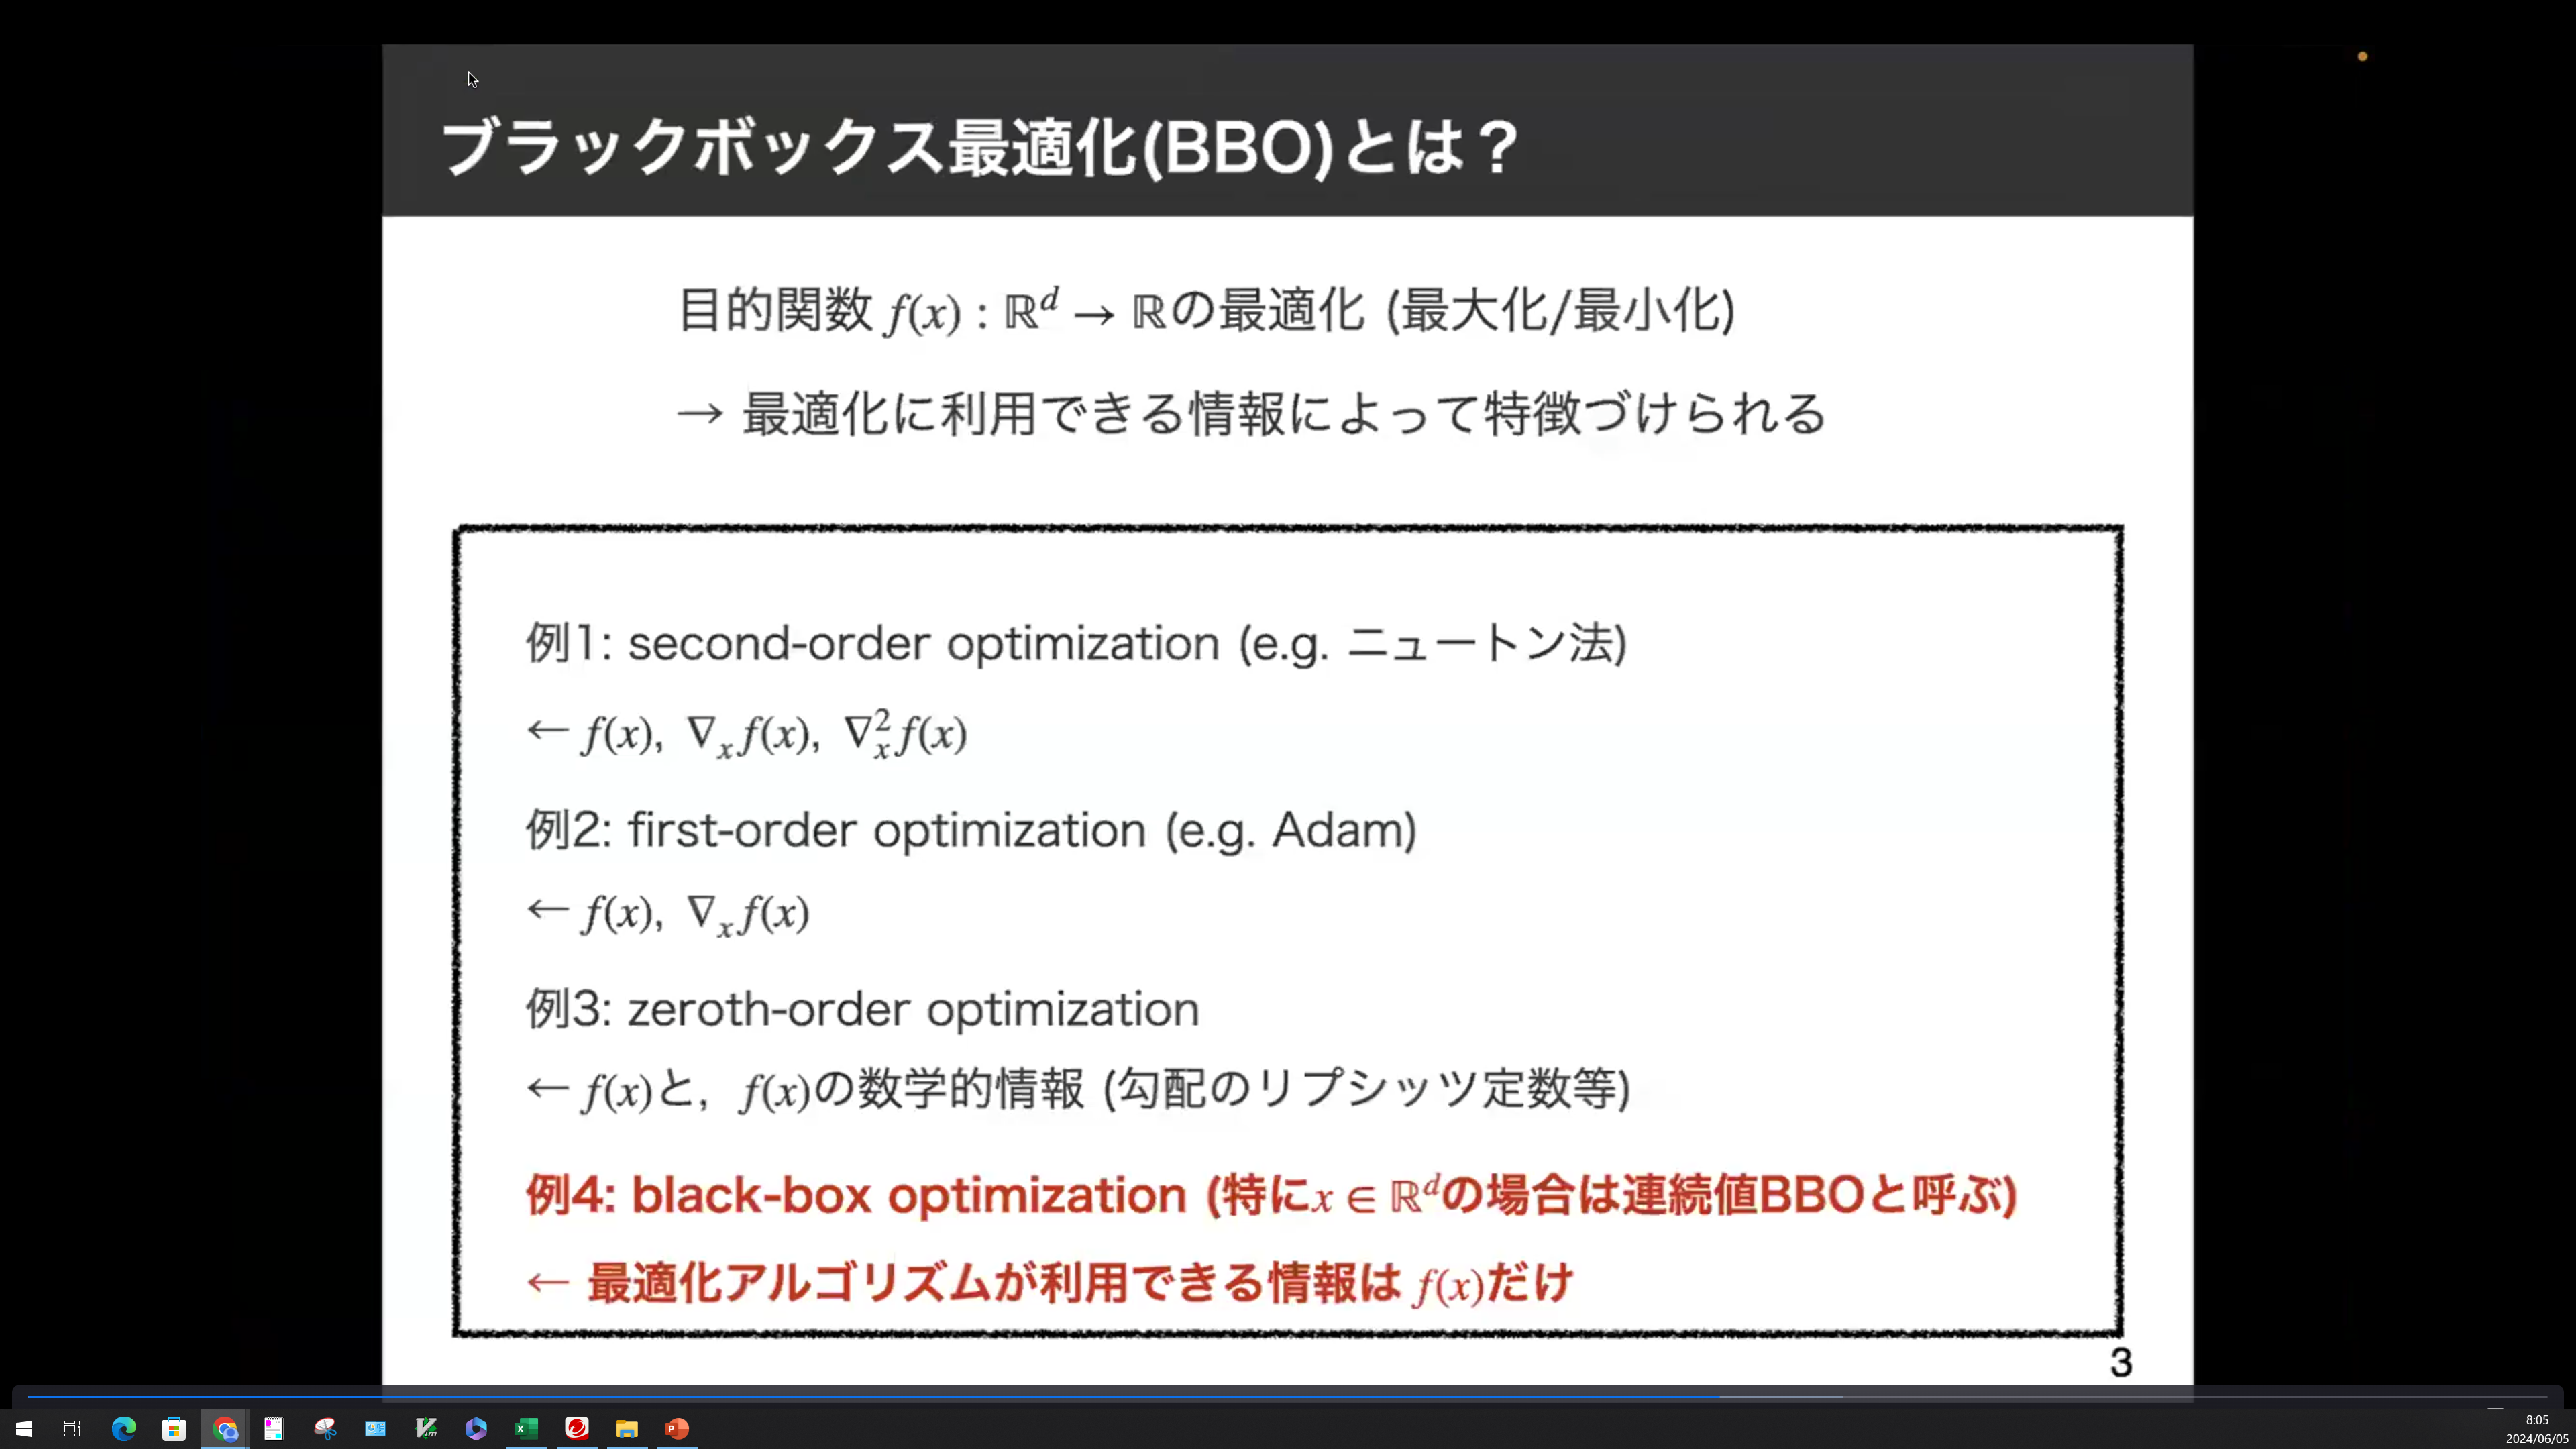 ブラックボックス最適化(BBO)とは？
目的関数 f(x) : ℝᵈ → ℝの最適化 (最大化/最小化)
→ 最適化に利用できる情報によって特徴づけられる
例1: second-order optimization (e.g. ニュートン法)
← f(x), ∇ₓf(x), ∇²ₓf(x)
例2: first-order optimization (e.g. Adam)
← f(x), ∇ₓf(x)
例3: zeroth-order optimization
← f(x)と, f(x)の数学的情報 (勾配のリプシッツ定数等)
例4: black-box optimization (特にx ∈ ℝᵈの場合は連続値BBOと呼ぶ)
← 最適化アルゴリズムが利用できる情報は f(x)だけ
3
8:05
2024/06/05